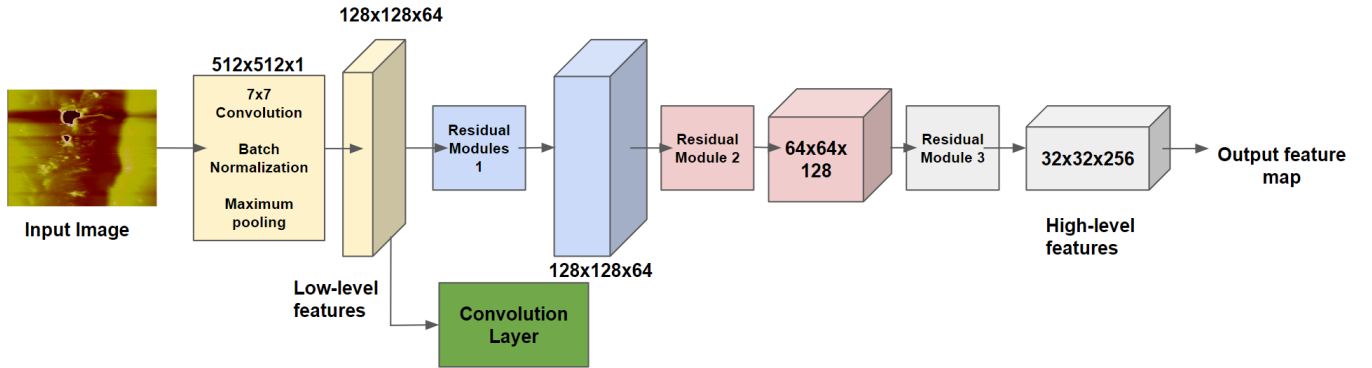 128x128x64
512x512x1
7x7
Convolution
Batch
Normalization
Maximum
pooling
Input Image
Low-level
features
Convolution
Layer
Residual
Modules
1
128x128x64
Residual
Module 2
64x64x
128
Residual
Module 3
32x32x256
High-level
features
Output feature
map